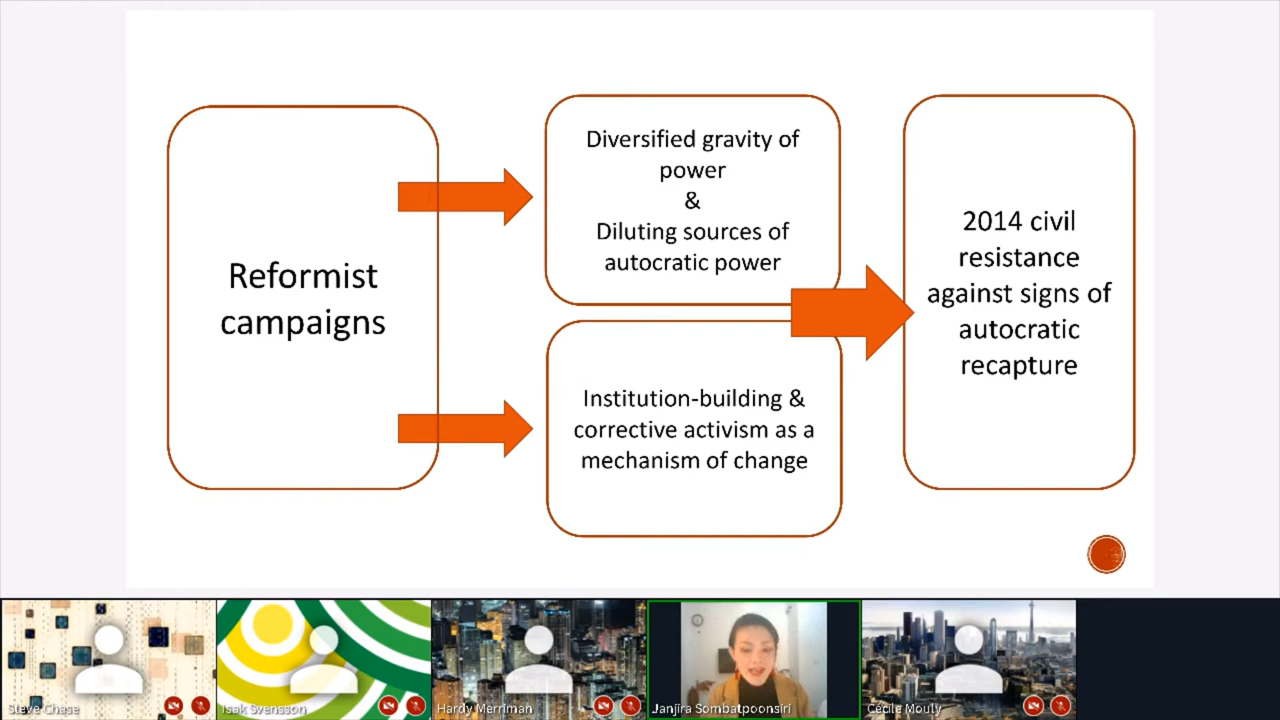 Reformist
campaigns
Diversified gravity of
power
&
Diluting sources of
autocratic power
Institution-building &
corrective activism as a
mechanism of change
2014 civil
resistance
against signs of
autocratic
recapture
Steve Chase
Isak Svensson
Hardy Merriman
Janjira Sombatpoonsiri
Cécile Mouly